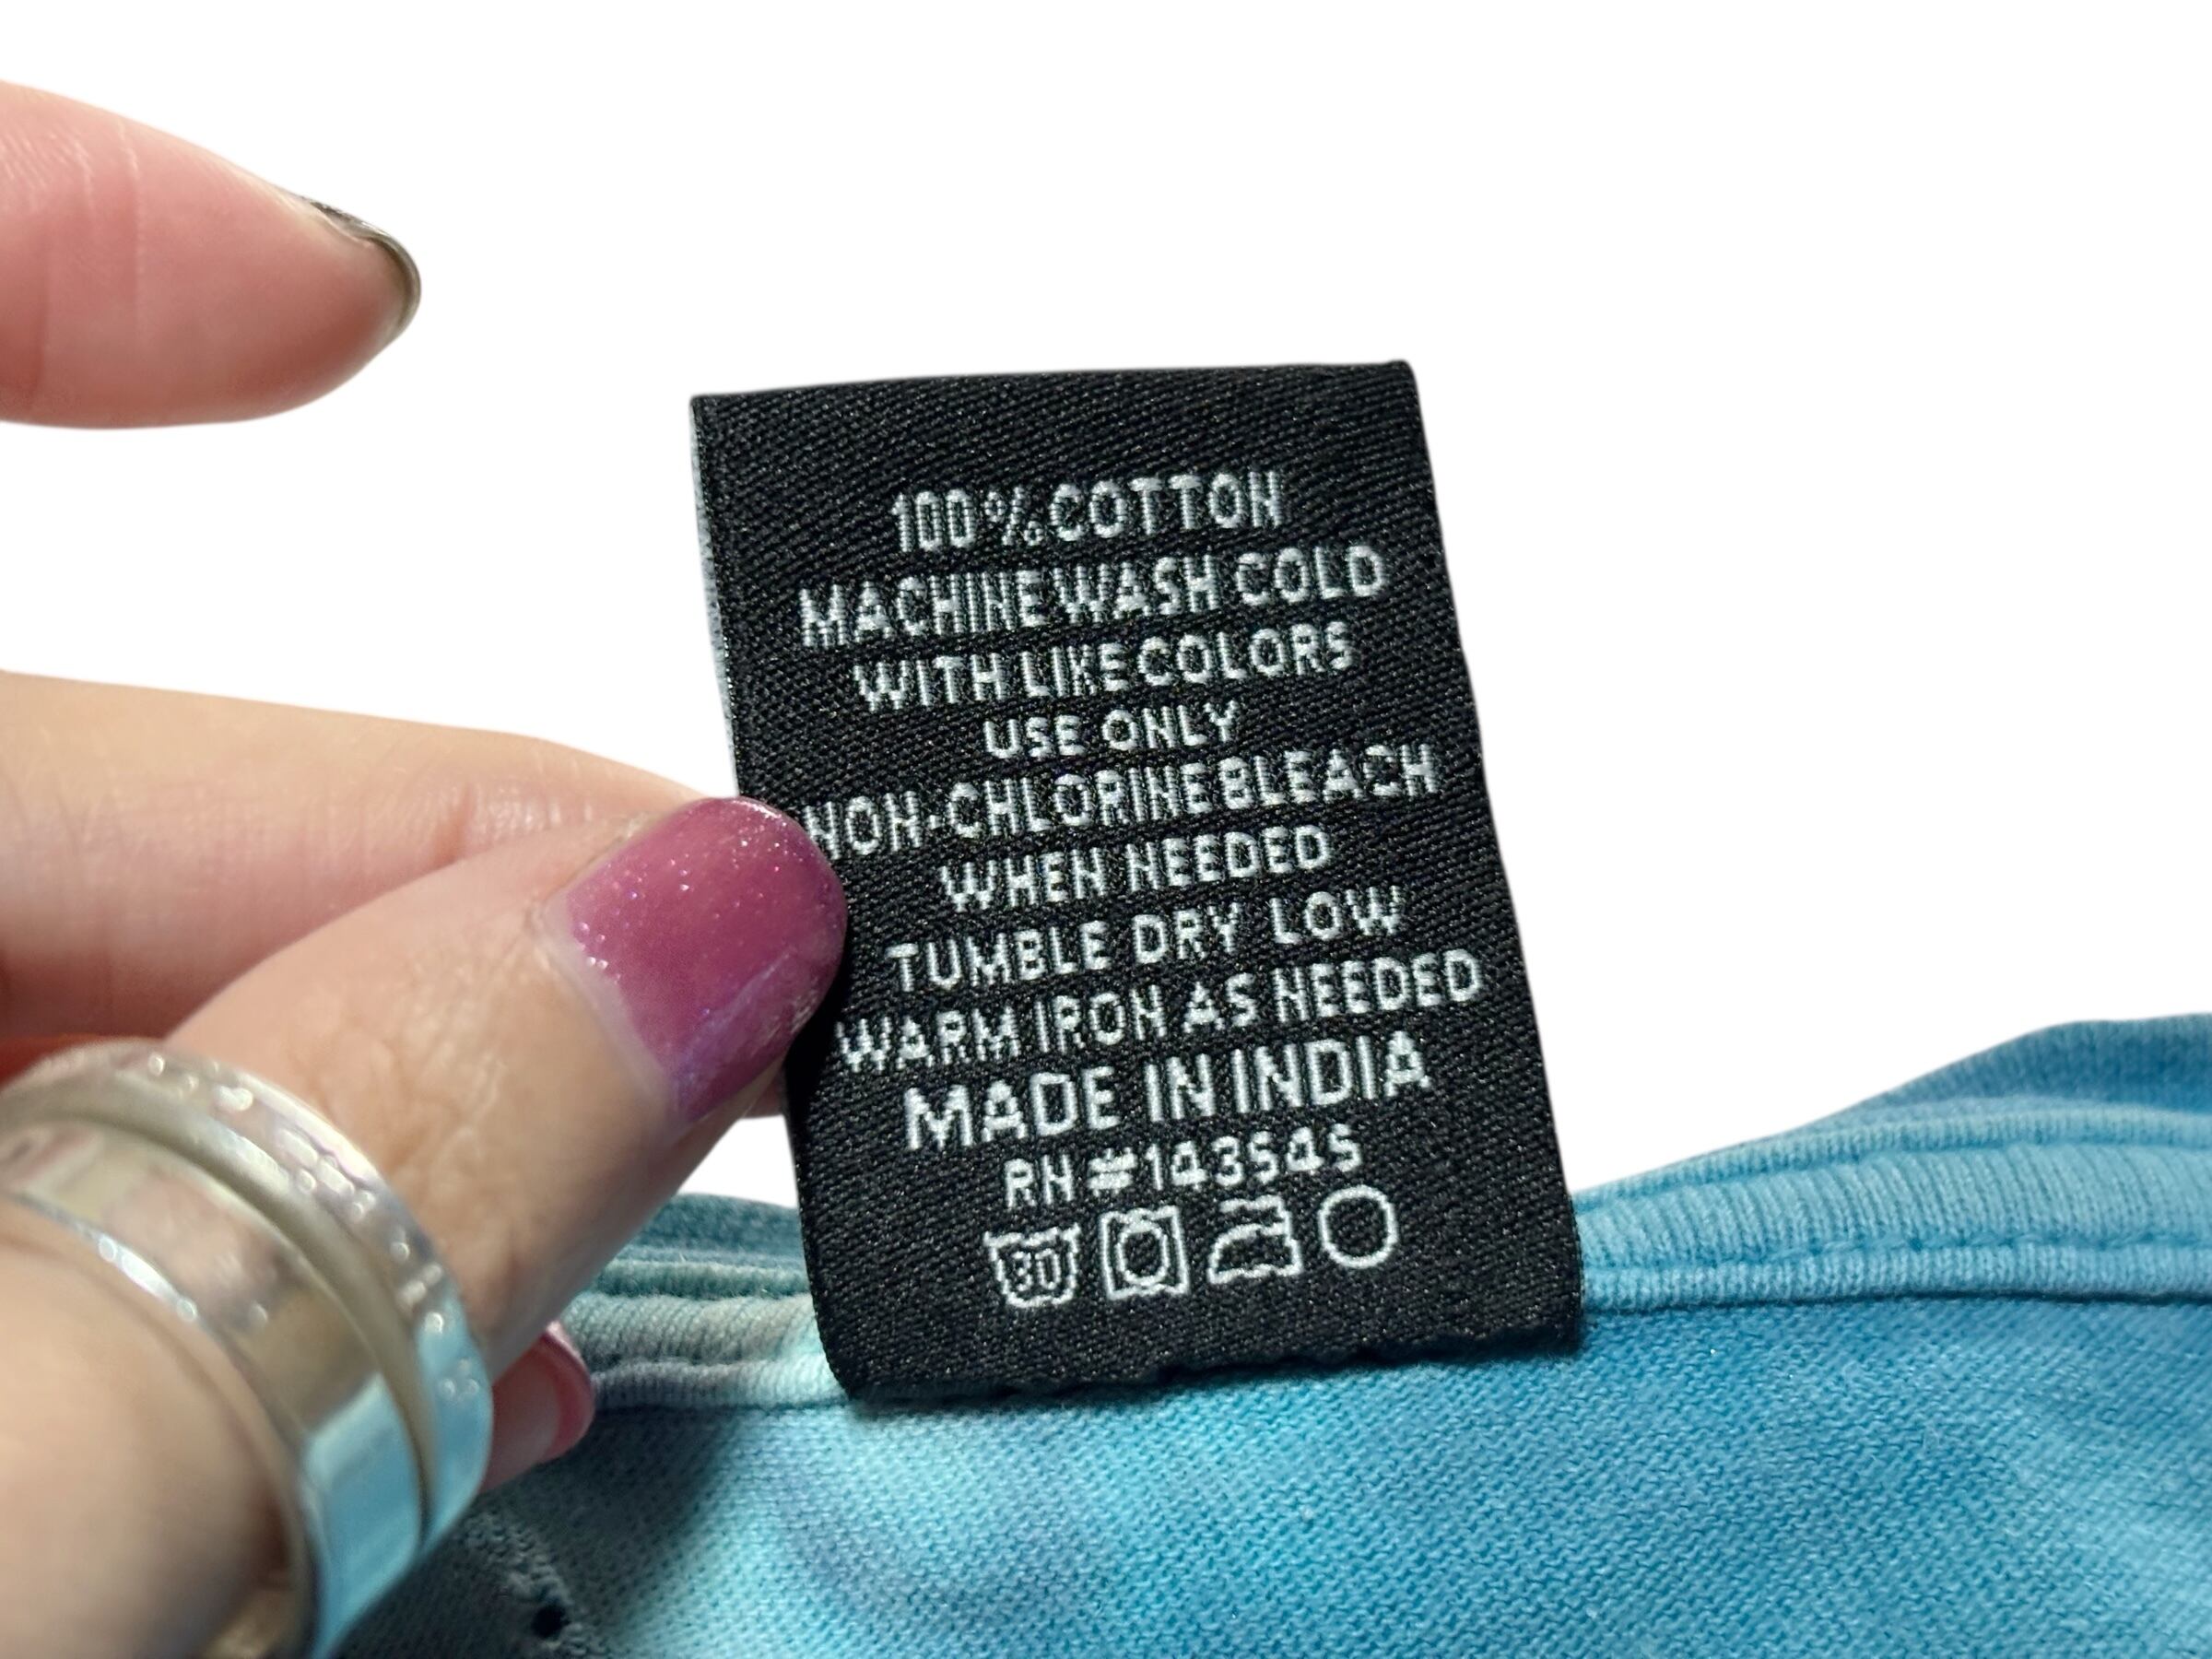 100% COTTON
MACHINE WASH COLD
WITH LIKE COLORS
USE ONLY
NON-CHLORINE BLEACH
WHEN NEEDED
TUMBLE DRY LOW
WARM IRON AS NEEDED
MADE IN INDIA
RN#143545
30